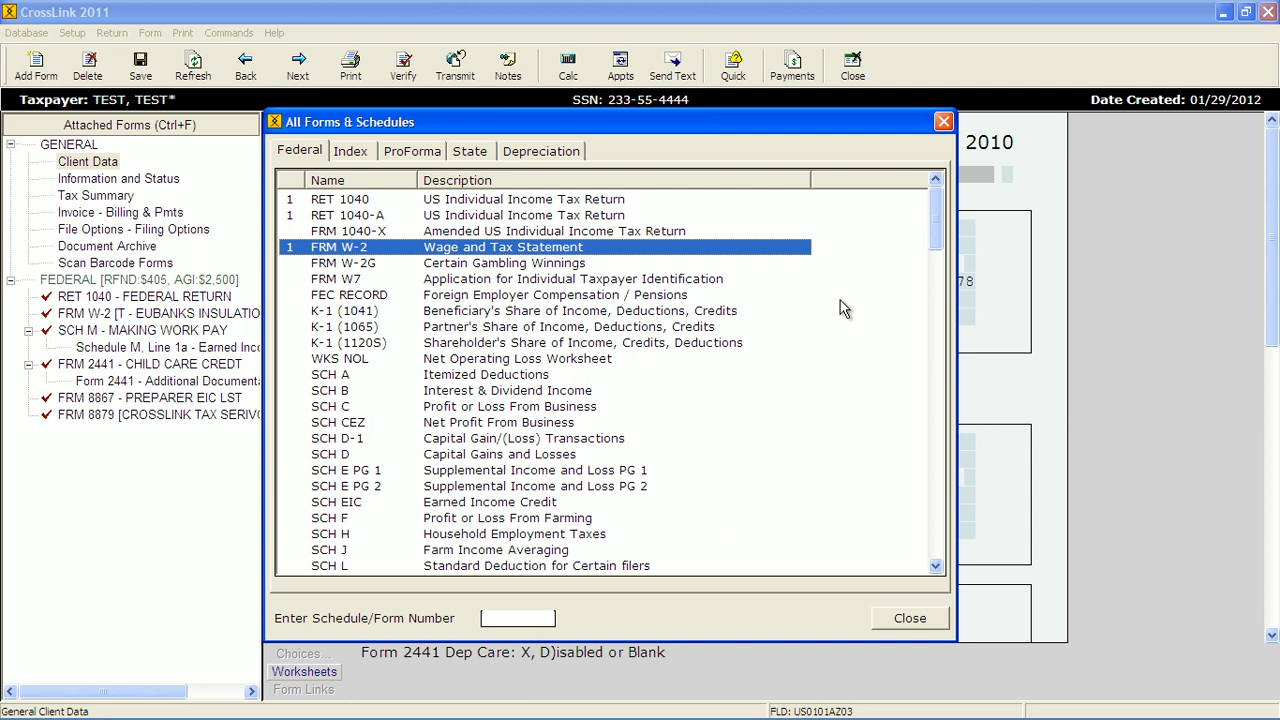 CrossLink 2011
Database Setup Return Form Print Commands Help
Add Form Delete Save Refresh Back Next Print Verify Transmit Notes Calc Appts Send Text Quick Payments Close
Taxpayer: TEST, TEST* SSN: 233-55-4444 Date Created: 01/29/2012
Attached Forms (Ctrl+F)
GENERAL
Client Data
Information and Status
Tax Summary
Invoice - Billing & Pmts
File Options - Filing Options
Document Archive
Scan Barcode Forms
FEDERAL [RFND:$405, AGI:$2,500]
RET 1040 - FEDERAL RETURN
FRM W-2 [T - EUBANKS INSULATIO
SCH M - MAKING WORK PAY
Schedule M, Line 1a - Earned Inc
FRM 2441 - CHILD CARE CREDT
Form 2441 - Additional Documenta
FRM 8867 - PREPARER EIC LST
FRM 8879 [CROSSLINK TAX SERIVC
All Forms & Schedules
Federal Index ProForma State Depreciation
Name Description
1 RET 1040 US Individual Income Tax Return
1 RET 1040-A US Individual Income Tax Return
FRM 1040-X Amended US Individual Income Tax Return
1 FRM W-2 Wage and Tax Statement
FRM W-2G Certain Gambling Winnings
FRM W7 Application for Individual Taxpayer Identification
FEC RECORD Foreign Employer Compensation / Pensions
K-1 (1041) Beneficiary's Share of Income, Deductions, Credits
K-1 (1065) Partner's Share of Income, Deductions, Credits
K-1 (1120S) Shareholder's Share of Income, Credits, Deductions
WKS NOL Net Operating Loss Worksheet
SCH A Itemized Deductions
SCH B Interest & Dividend Income
SCH C Profit or Loss From Business
SCH CEZ Net Profit From Business
SCH D-1 Capital Gain/(Loss) Transactions
SCH D Capital Gains and Losses
SCH E PG 1 Supplemental Income and Loss PG 1
SCH E PG 2 Supplemental Income and Loss PG 2
SCH EIC Earned Income Credit
SCH F Profit or Loss From Farming
SCH H Household Employment Taxes
SCH J Farm Income Averaging
SCH L Standard Deduction for Certain filers
Enter Schedule/Form Number Close
2010
78
Choices... Form 2441 Dep Care: X, D)isabled or Blank
Worksheets
Form Links
General Client Data FLD: US0101AZ03